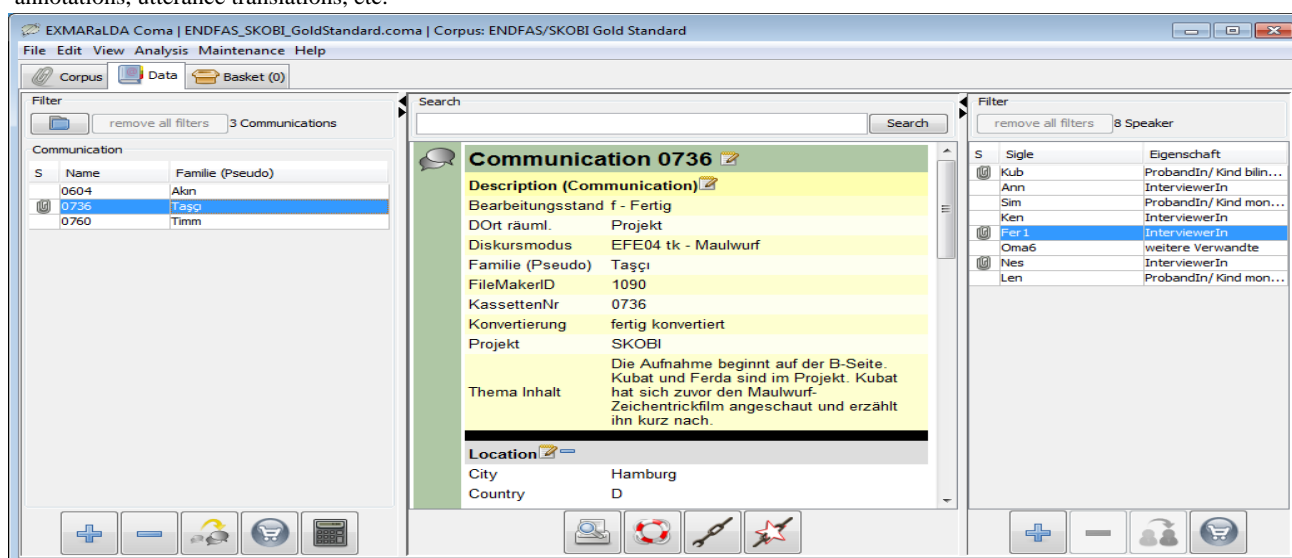 annotations, utterance translations, etc.
EXMARaLDA Coma | ENDFAS_SKOBI_GoldStandard.coma | Corpus: ENDFAS/SKOBI Gold Standard
File Edit View Analysis Maintenance Help
Corpus Data Basket (0)
Filter
remove all filters 3 Communications
Communication
S Name Familie (Pseudo)
0604 Akın
0736 Taşçı
0760 Timm
Search
Search
Communication 0736
Description (Communication)
Bearbeitungsstand f - Fertig
DOrt räuml. Projekt
Diskursmodus EFE04 tk - Maulwurf
Familie (Pseudo) Taşçı
FileMakerID 1090
KassettenNr 0736
Konvertierung fertig konvertiert
Projekt SKOBI
Thema Inhalt Die Aufnahme beginnt auf der B-Seite.
Kubat und Ferda sind im Projekt. Kubat
hat sich zuvor den Maulwurf-
Zeichentrickfilm angeschaut und erzählt
ihn kurz nach.
Location
City Hamburg
Country D
Filter
remove all filters 8 Speaker
S Sigle Eigenschaft
Kub ProbandIn/ Kind bilin...
Ann InterviewerIn
Sim ProbandIn/ Kind mon...
Ken InterviewerIn
Fer1 InterviewerIn
Oma6 weitere Verwandte
Nes InterviewerIn
Len ProbandIn/ Kind mon...